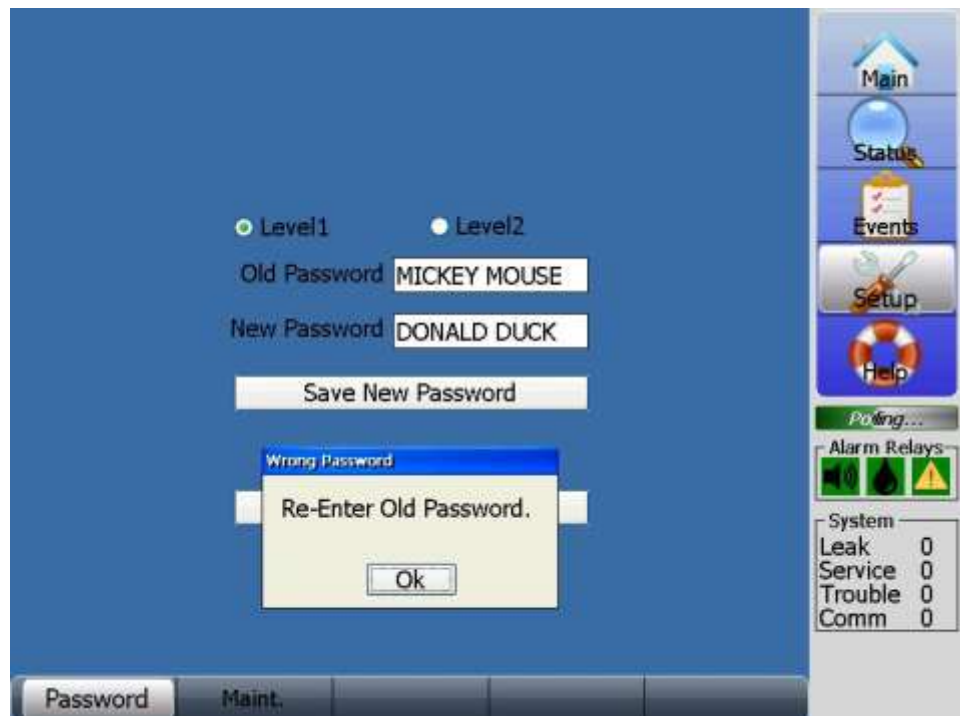 Main
Status
Events
Setup
Help
Polling...
Alarm Relays
System
Leak 0
Service 0
Trouble 0
Comm 0
Level1 Level2
Old Password MICKEY MOUSE
New Password DONALD DUCK
Save New Password
Wrong Password
Re-Enter Old Password.
Ok
Password Maint.